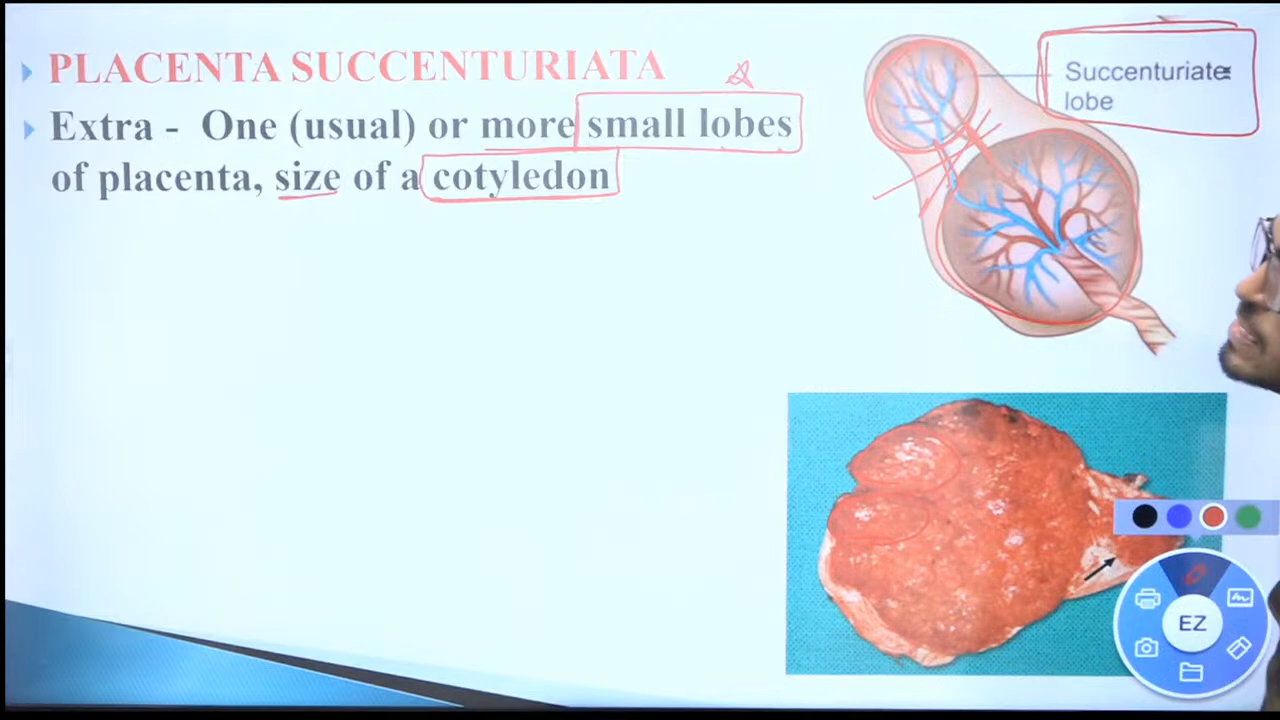 PLACENTA SUCCENTURIATA
Extra - One (usual) or more small lobes
of placenta, size of a cotyledon
Succenturiate
lobe
EZ